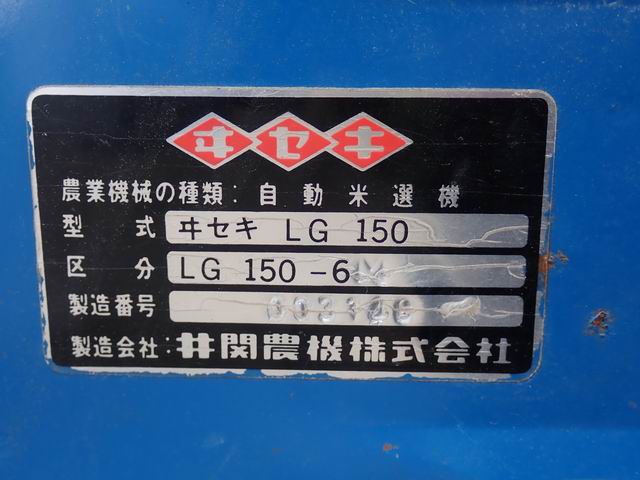 ヰセキ
農業機械の種類：自動米選機
型式 ヰセキ LG 150
区分 LG 150-6
製造番号
製造会社：井関農機株式会社